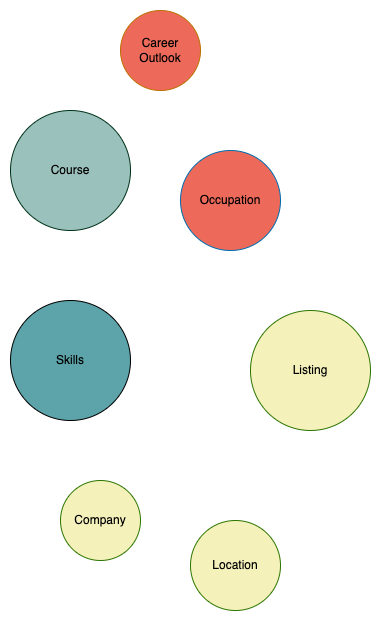 Career
Outlook
Course
Occupation
Skills
Listing
Company
Location